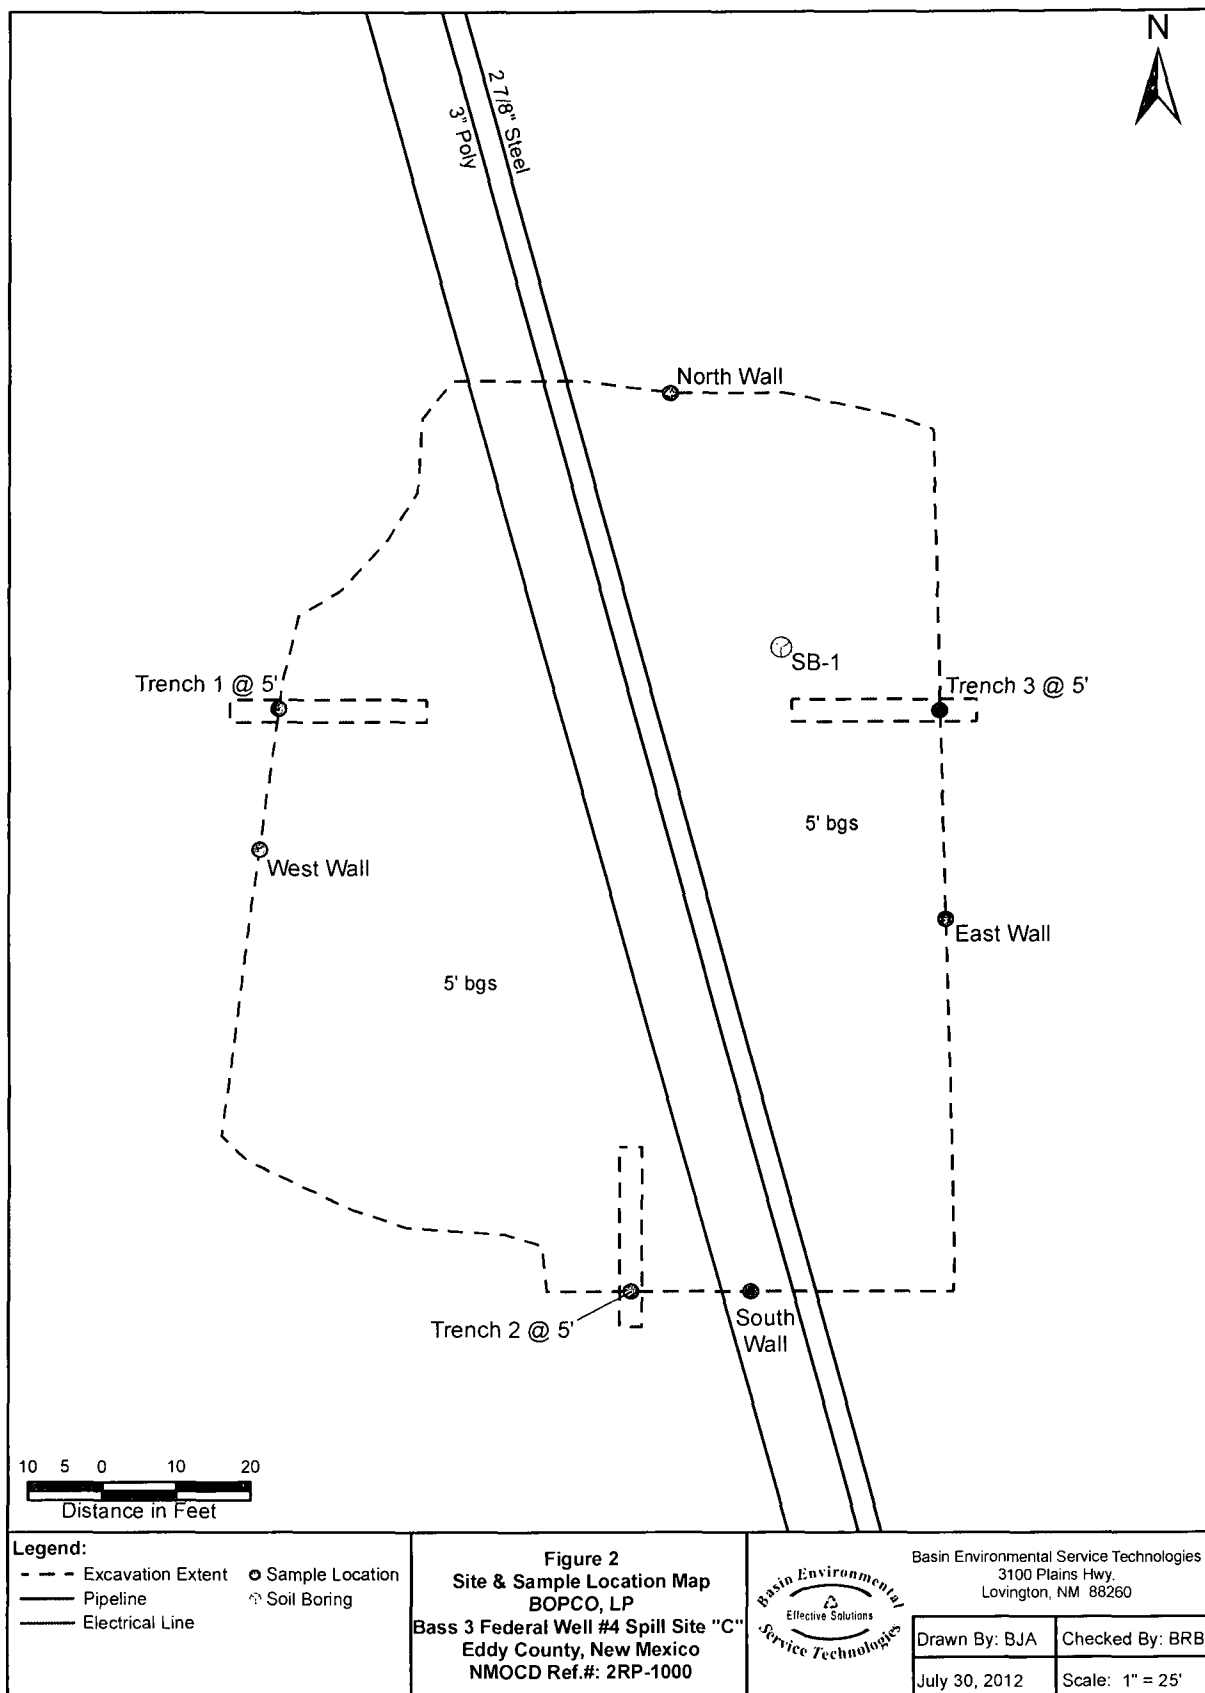 N
2 7/8" Steel
3" Poly
North Wall
SB-1
Trench 1 @ 5'
Trench 3 @ 5'
5' bgs
West Wall
East Wall
5' bgs
Trench 2 @ 5'
South
Wall
10 5 0 10 20
Distance in Feet
Legend:
Excavation Extent
Sample Location
Pipeline
Soil Boring
Electrical Line
Figure 2
Site & Sample Location Map
BOPCO, LP
Bass 3 Federal Well #4 Spill Site "C"
Eddy County, New Mexico
NMOCD Ref.#: 2RP-1000
Basin Environmental
Effective Solutions
Service Technologies
Basin Environmental Service Technologies
3100 Plains Hwy.
Lovington, NM 88260
Drawn By: BJA
Checked By: BRB
July 30, 2012
Scale: 1" = 25'